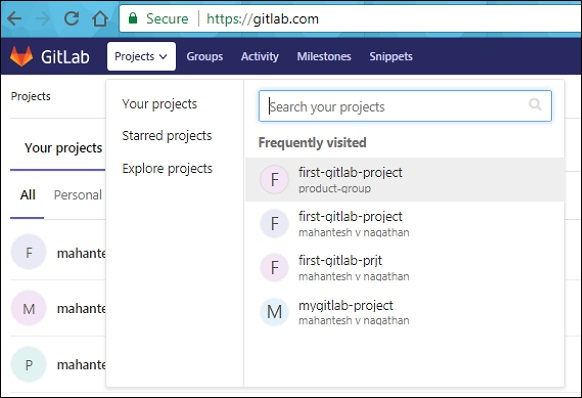 Secure | https://gitlab.com
GitLab Projects Groups Activity Milestones Snippets
Projects
Your projects
Starred projects
Explore projects
Search your projects
Frequently visited
F first-gitlab-project
product-group
F first-gitlab-project
mahantesh v nagathan
F first-gitlab-prjt
mahantesh v nagathan
M mygitlab-project
mahantesh v nagathan
Your projects
All Personal
F mahante
M mahante
P mahante